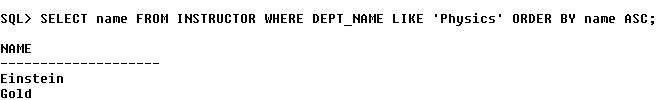 SQL> SELECT name FROM INSTRUCTOR WHERE DEPT_NAME LIKE 'Physics' ORDER BY name ASC;
NAME
--------------------
Einstein
Gold